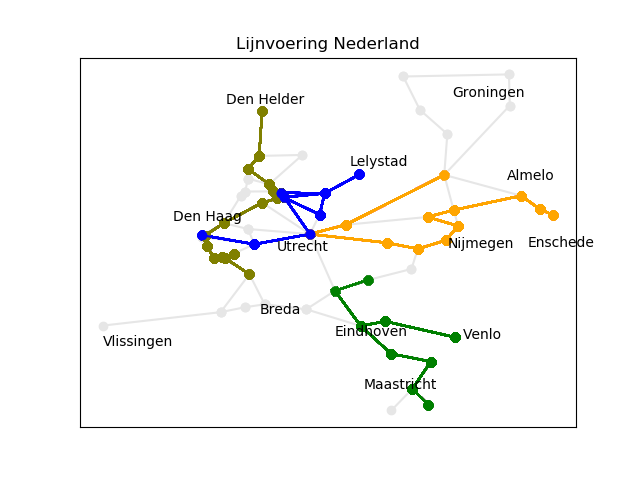 Lijnvoering Nederland
Den Helder
Groningen
Lelystad
Almelo
Den Haag
Utrecht
Nijmegen
Enschede
Breda
Eindhoven
Venlo
Vlissingen
Maastricht